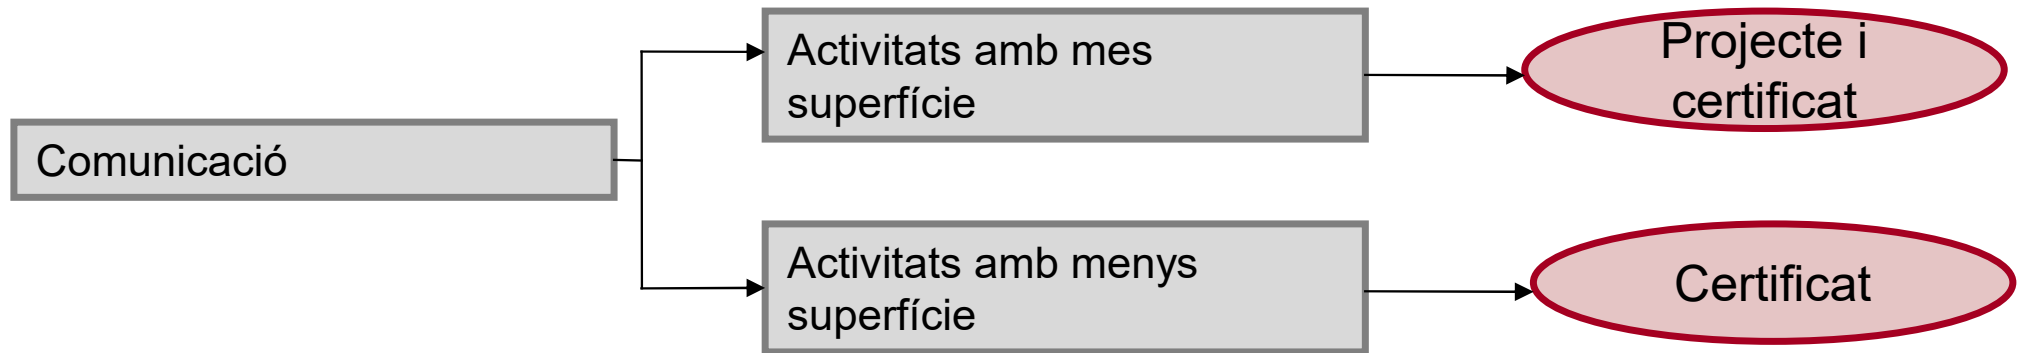 Comunicació
Activitats amb mes
superfície
Projecte i
certificat
Activitats amb menys
superfície
Certificat